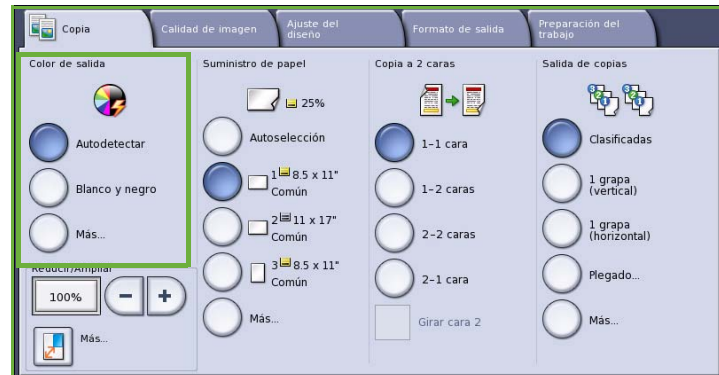 Copia
Calidad de imagen
Ajuste del
diseño
Formato de salida
Preparación del
trabajo
Color de salida
Autodetectar
Blanco y negro
Más...
Reducir/Ampliar
100%
Más...
Suministro de papel
25%
Autoselección
1 8.5 x 11"
Común
2 11 x 17"
Común
3 8.5 x 11"
Común
Más...
Copia a 2 caras
1-1 cara
1-2 caras
2-2 caras
2-1 cara
Girar cara 2
Salida de copias
Clasificadas
1 grapa
(vertical)
1 grapa
(horizontal)
Plegado...
Más...